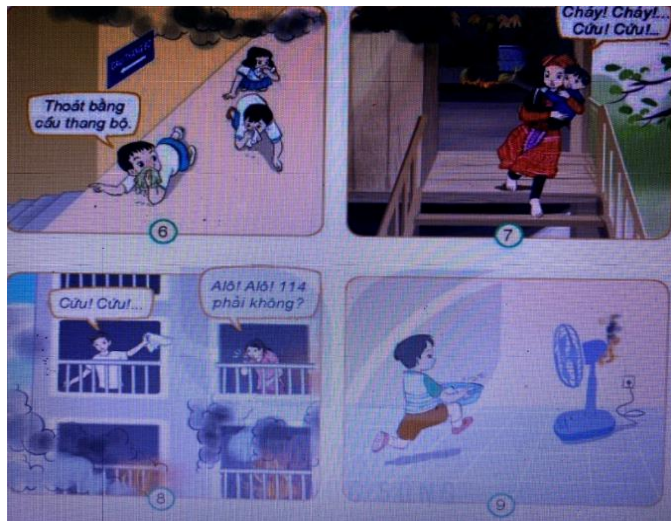 Thoát bằng
cầu thang bộ.
6
Cháy! Cháy!...
Cứu! Cứu!...
7
Cứu! Cứu!...
Alô! Alô! 114
phải không?
8
9